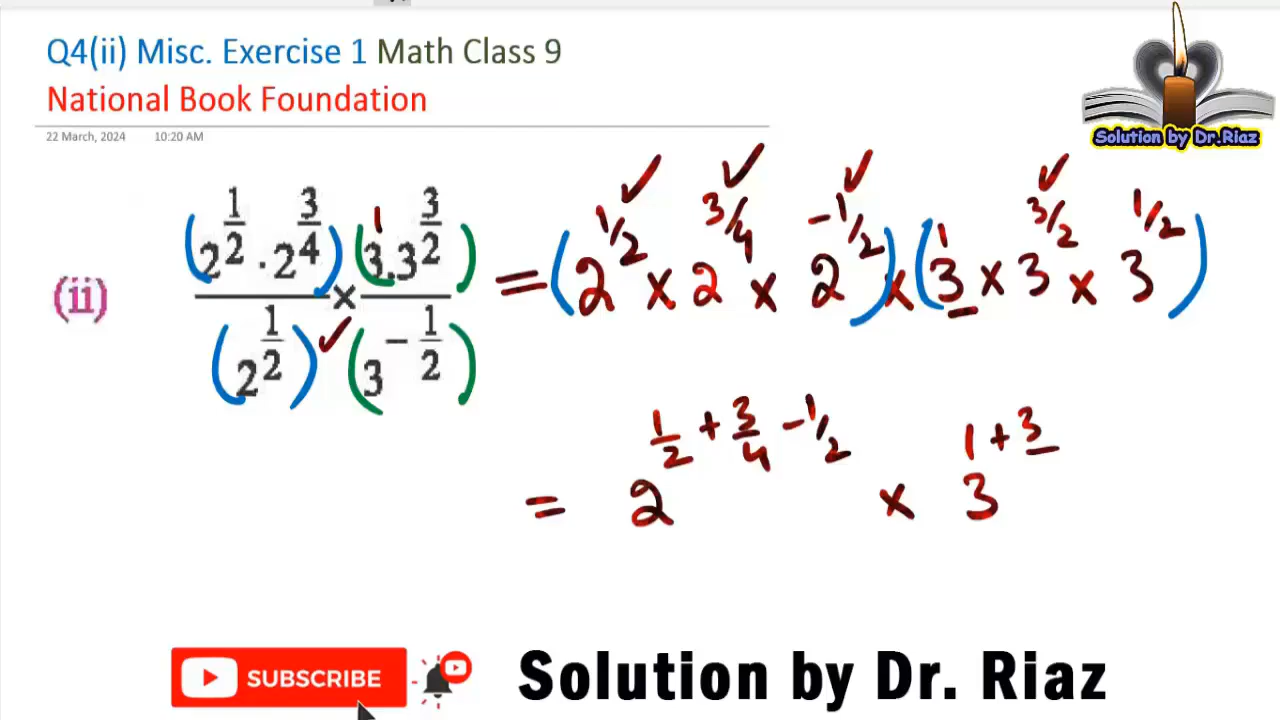 Q4(ii) Misc. Exercise 1 Math Class 9
National Book Foundation
22 March, 2024 10:20 AM
Solution by Dr.Riaz
(ii) (2^(1/2) · 2^(3/4)) / (2^(1/2)) × (3^1 . 3^(3/2)) / (3^(-1/2)) = (2^(1/2) × 2^(3/4) × 2^(-1/2)) × (3^1 × 3^(3/2) × 3^(1/2))
= 2^(1/2 + 3/4 - 1/2) × 3^(1 + 3/
SUBSCRIBE
Solution by Dr. Riaz